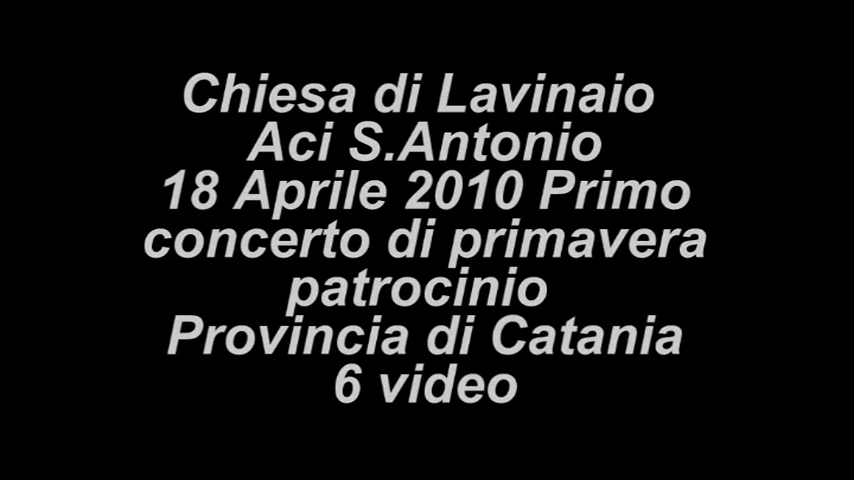 Chiesa di Lavinaio
Aci S.Antonio
18 Aprile 2010 Primo
concerto di primavera
patrocinio
Provincia di Catania
6 video